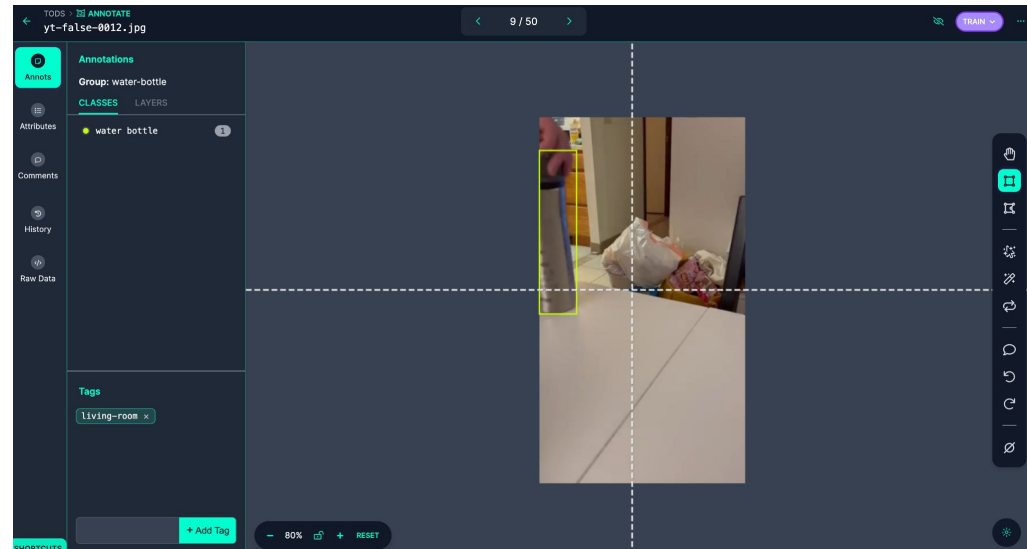 TODS > ANNOTATE
yt-false-0012.jpg
< 9 / 50 >
TRAIN
Annots
Attributes
Comments
History
Raw Data
Annotations
Group: water-bottle
CLASSES LAYERS
water bottle 1
Tags
living-room ×
+ Add Tag
- 80% + RESET
SHORTCUTS